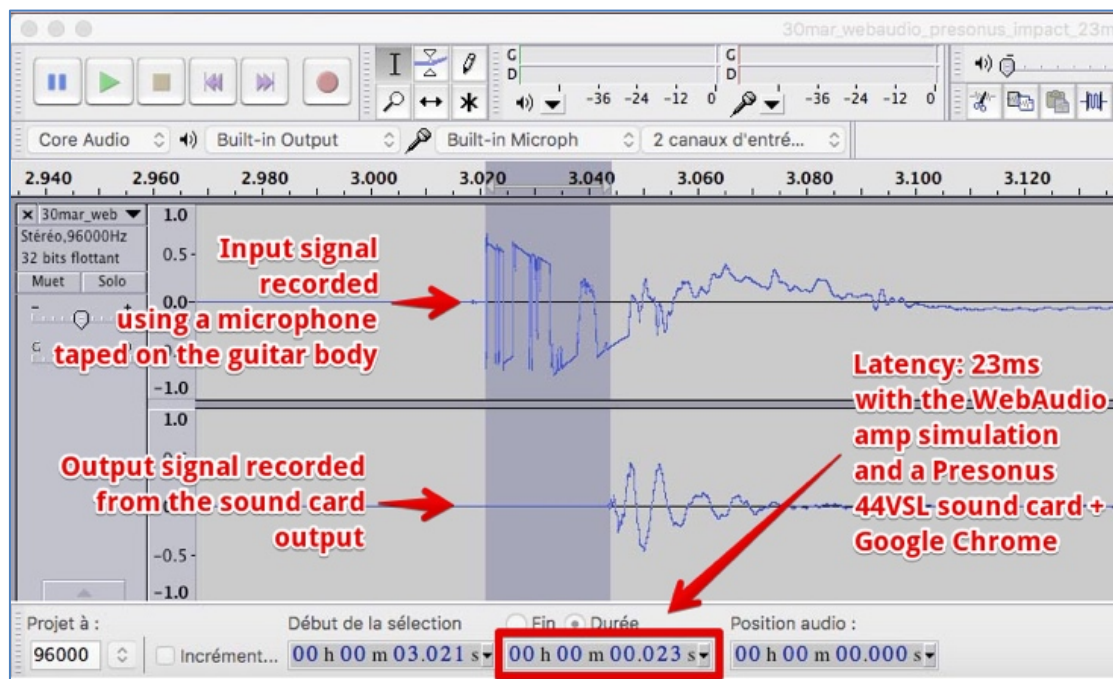 30mar_webaudio_presonus_impact_23m
G
D
-36 -24 -12 0
G
D
-36 -24 -12 0
Core Audio
Built-in Output
Built-in Microph
2 canaux d'entré...
2.940 2.960 2.980 3.000 3.020 3.040 3.060 3.080 3.100 3.120
30mar_web
Stéréo,96000Hz
32 bits flottant
Muet Solo
- +
G
1.0
0.5-
0.0-
-1.0
Input signal
recorded
using a microphone
taped on the guitar body
1.0
-0.5-
-1.0
Output signal recorded
from the sound card
output
Latency: 23ms
with the WebAudio
amp simulation
and a Presonus
44VSL sound card +
Google Chrome
Projet à :
Début de la sélection
Fin
Durée
Position audio :
96000
Incrément...
00 h 00 m 03.021 s
00 h 00 m 00.023 s
00 h 00 m 00.000 s